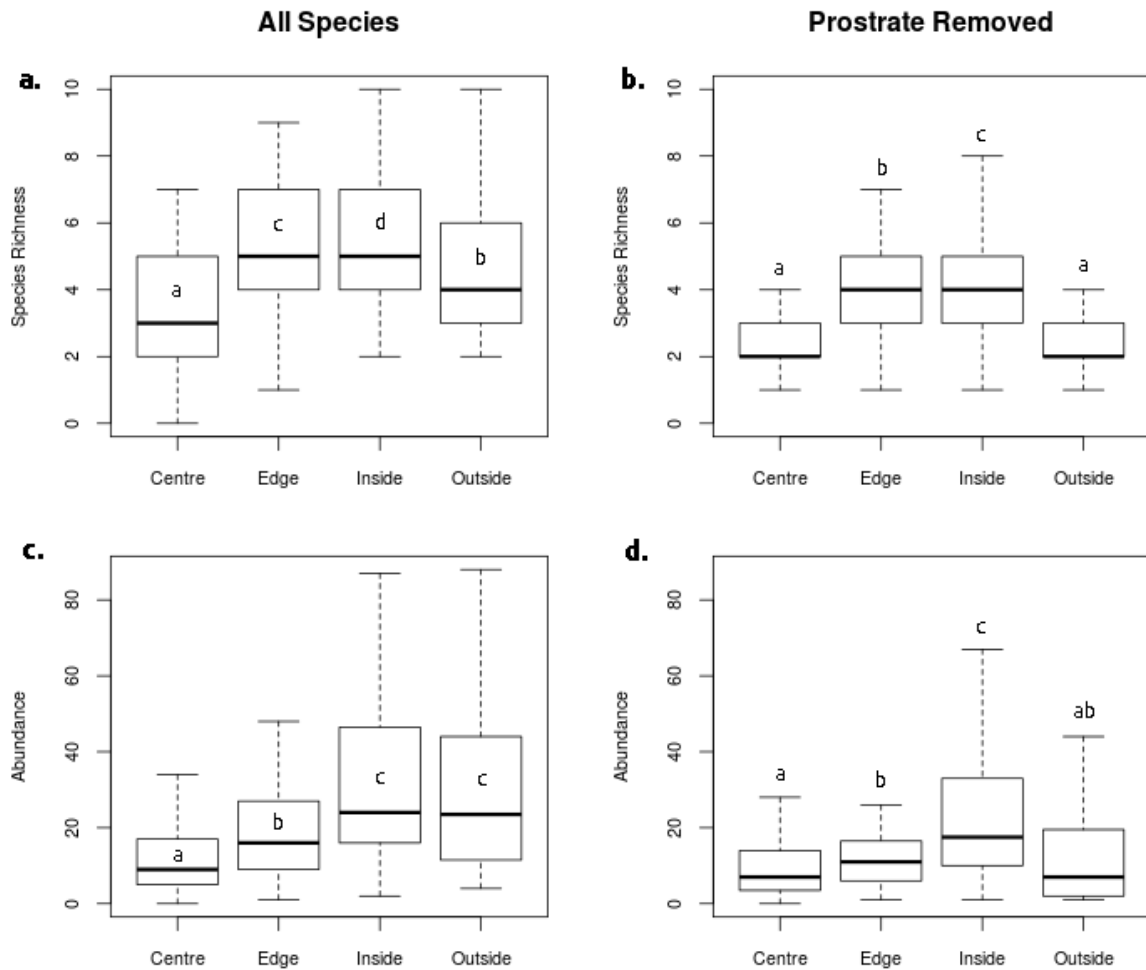 All Species
Prostrate Removed
a.
10
8
6
4
2
0
Species Richness
a
c
d
b
Centre Edge Inside Outside
b.
10
8
6
4
2
0
Species Richness
a
b
c
a
Centre Edge Inside Outside
c.
80
60
40
20
0
Abundance
a
b
c
c
Centre Edge Inside Outside
d.
80
60
40
20
0
Abundance
a
b
c
ab
Centre Edge Inside Outside